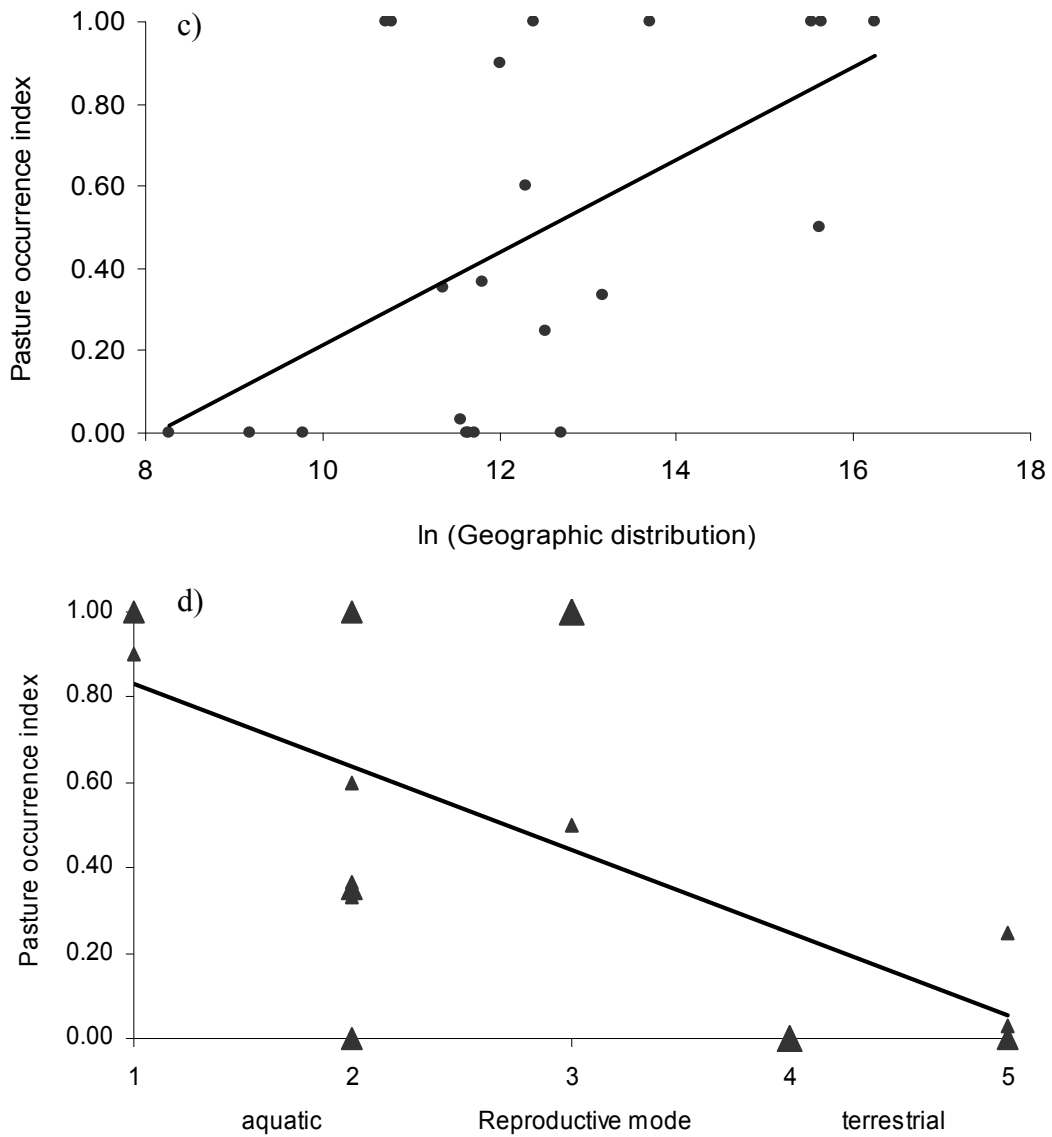 c)
Pasture occurrence index
1.00
0.80
0.60
0.40
0.20
0.00
8 10 12 14 16 18
ln (Geographic distribution)
d)
Pasture occurrence index
1.00
0.80
0.60
0.40
0.20
0.00
1 2 3 4 5
aquatic Reproductive mode terrestrial